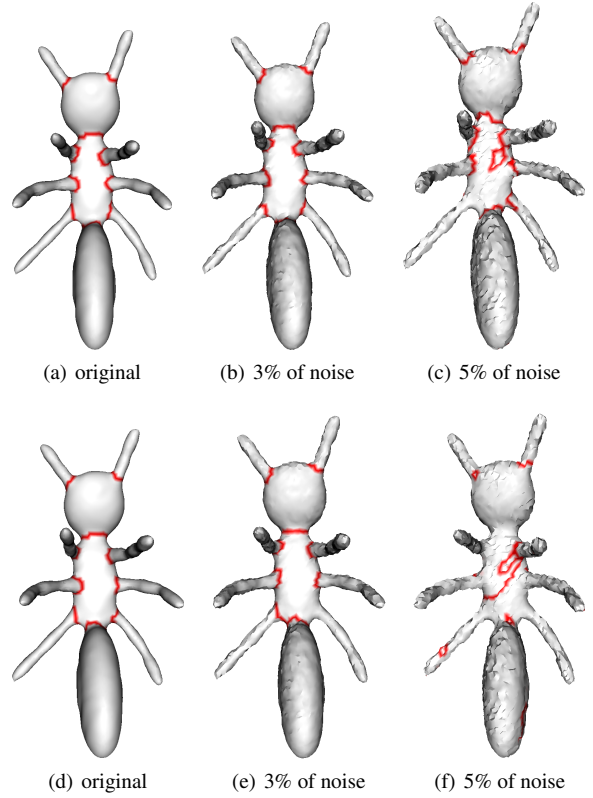 (a) original (b) 3% of noise (c) 5% of noise
(d) original (e) 3% of noise (f) 5% of noise